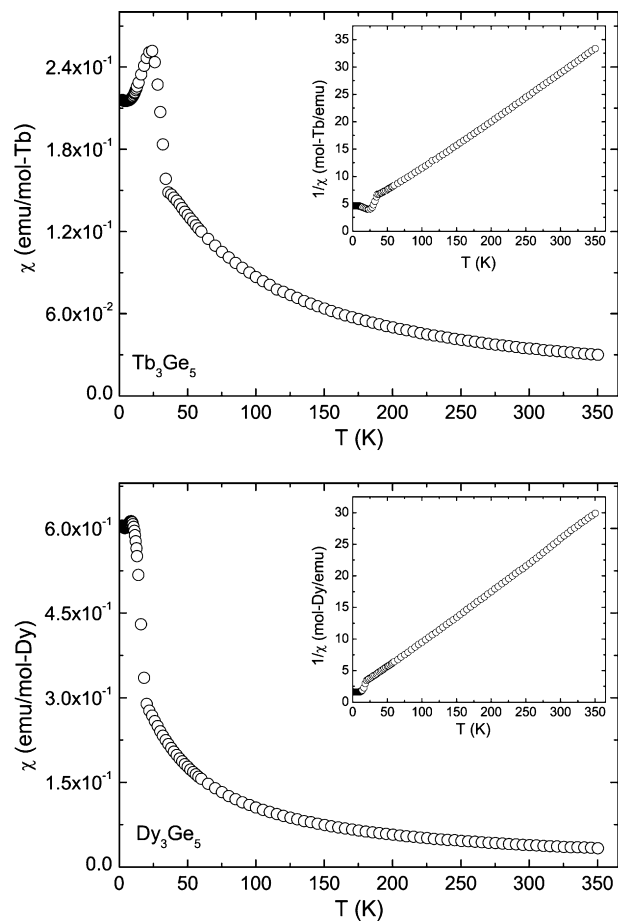 2.4x10⁻¹
1.8x10⁻¹
1.2x10⁻¹
6.0x10⁻²
0.0
χ (emu/mol-Tb)
0 50 100 150 200 250 300 350
T (K)
Tb₃Ge₅
35
30
25
20
15
10
5
0
1/χ (mol-Tb/emu)
0 50 100 150 200 250 300 350
T (K)
6.0x10⁻¹
4.5x10⁻¹
3.0x10⁻¹
1.5x10⁻¹
0.0
χ (emu/mol-Dy)
0 50 100 150 200 250 300 350
T (K)
Dy₃Ge₅
30
25
20
15
10
5
0
1/χ (mol-Dy/emu)
0 50 100 150 200 250 300 350
T (K)